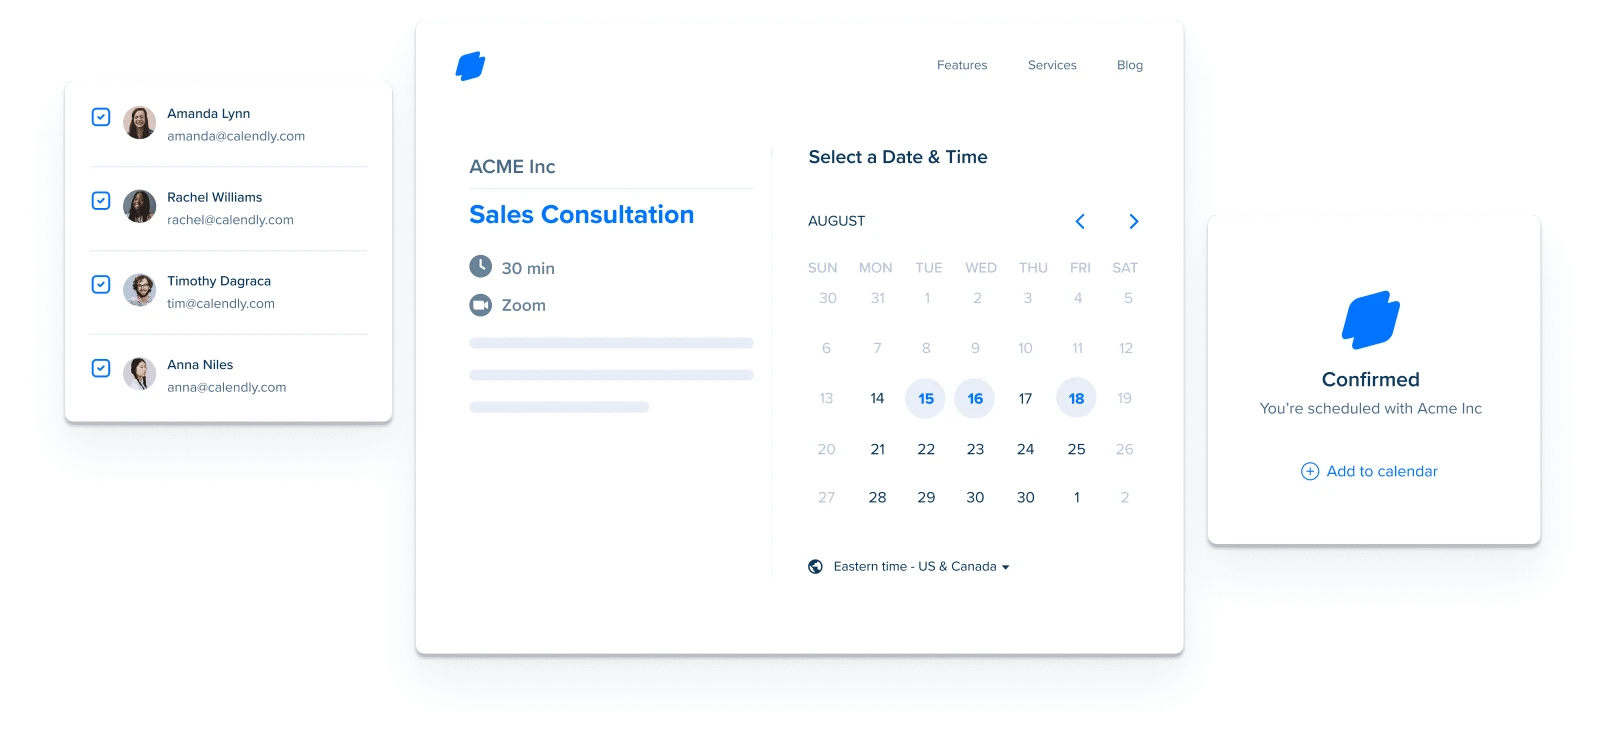 Amanda Lynn
amanda@calendly.com
Rachel Williams
rachel@calendly.com
Timothy Dagraca
tim@calendly.com
Anna Niles
anna@calendly.com
Features Services Blog
ACME Inc
Sales Consultation
30 min
Zoom
Select a Date & Time
AUGUST
SUN MON TUE WED THU FRI SAT
30 31 1 2 3 4 5
6 7 8 9 10 11 12
13 14 15 16 17 18 19
20 21 22 23 24 25 26
27 28 29 30 30 1 2
Eastern time - US & Canada
Confirmed
You're scheduled with Acme Inc
Add to calendar